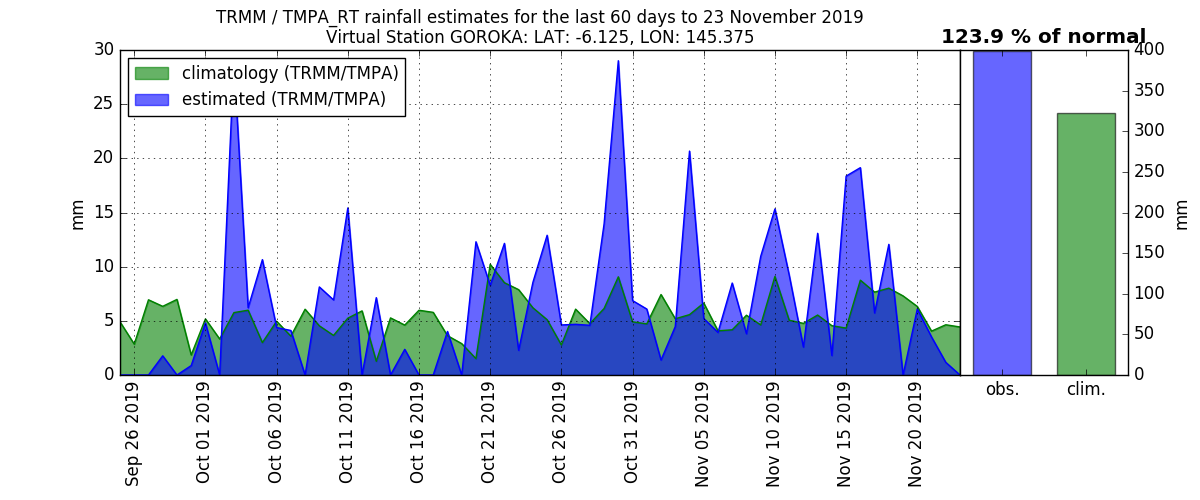 TRMM / TMPA_RT rainfall estimates for the last 60 days to 23 November 2019
Virtual Station GOROKA: LAT: -6.125, LON: 145.375
123.9 % of normal
climatology (TRMM/TMPA)
estimated (TRMM/TMPA)
30
25
20
15
10
5
0
mm
Sep 26 2019
Oct 01 2019
Oct 06 2019
Oct 11 2019
Oct 16 2019
Oct 21 2019
Oct 26 2019
Oct 31 2019
Nov 05 2019
Nov 10 2019
Nov 15 2019
Nov 20 2019
obs.
clim.
400
350
300
250
200
150
100
50
0
mm